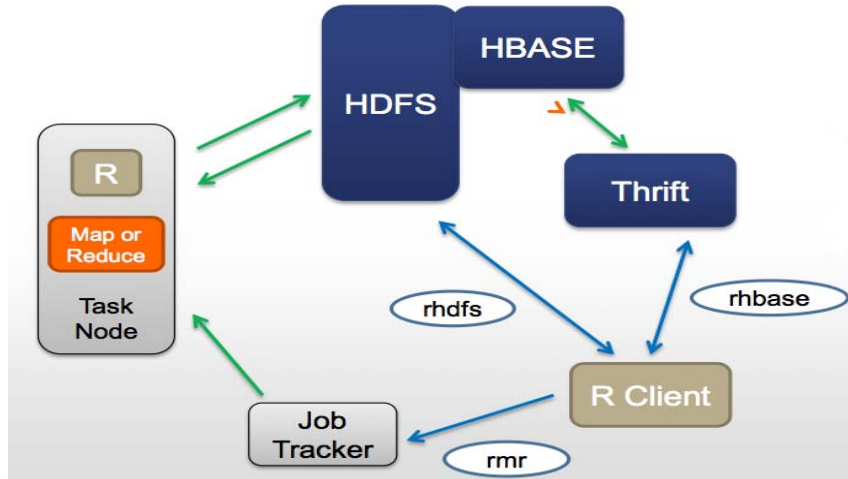 HBASE
HDFS
R
Map or
Reduce
Task
Node
Thrift
rhdfs
rhbase
R Client
Job
Tracker
rmr